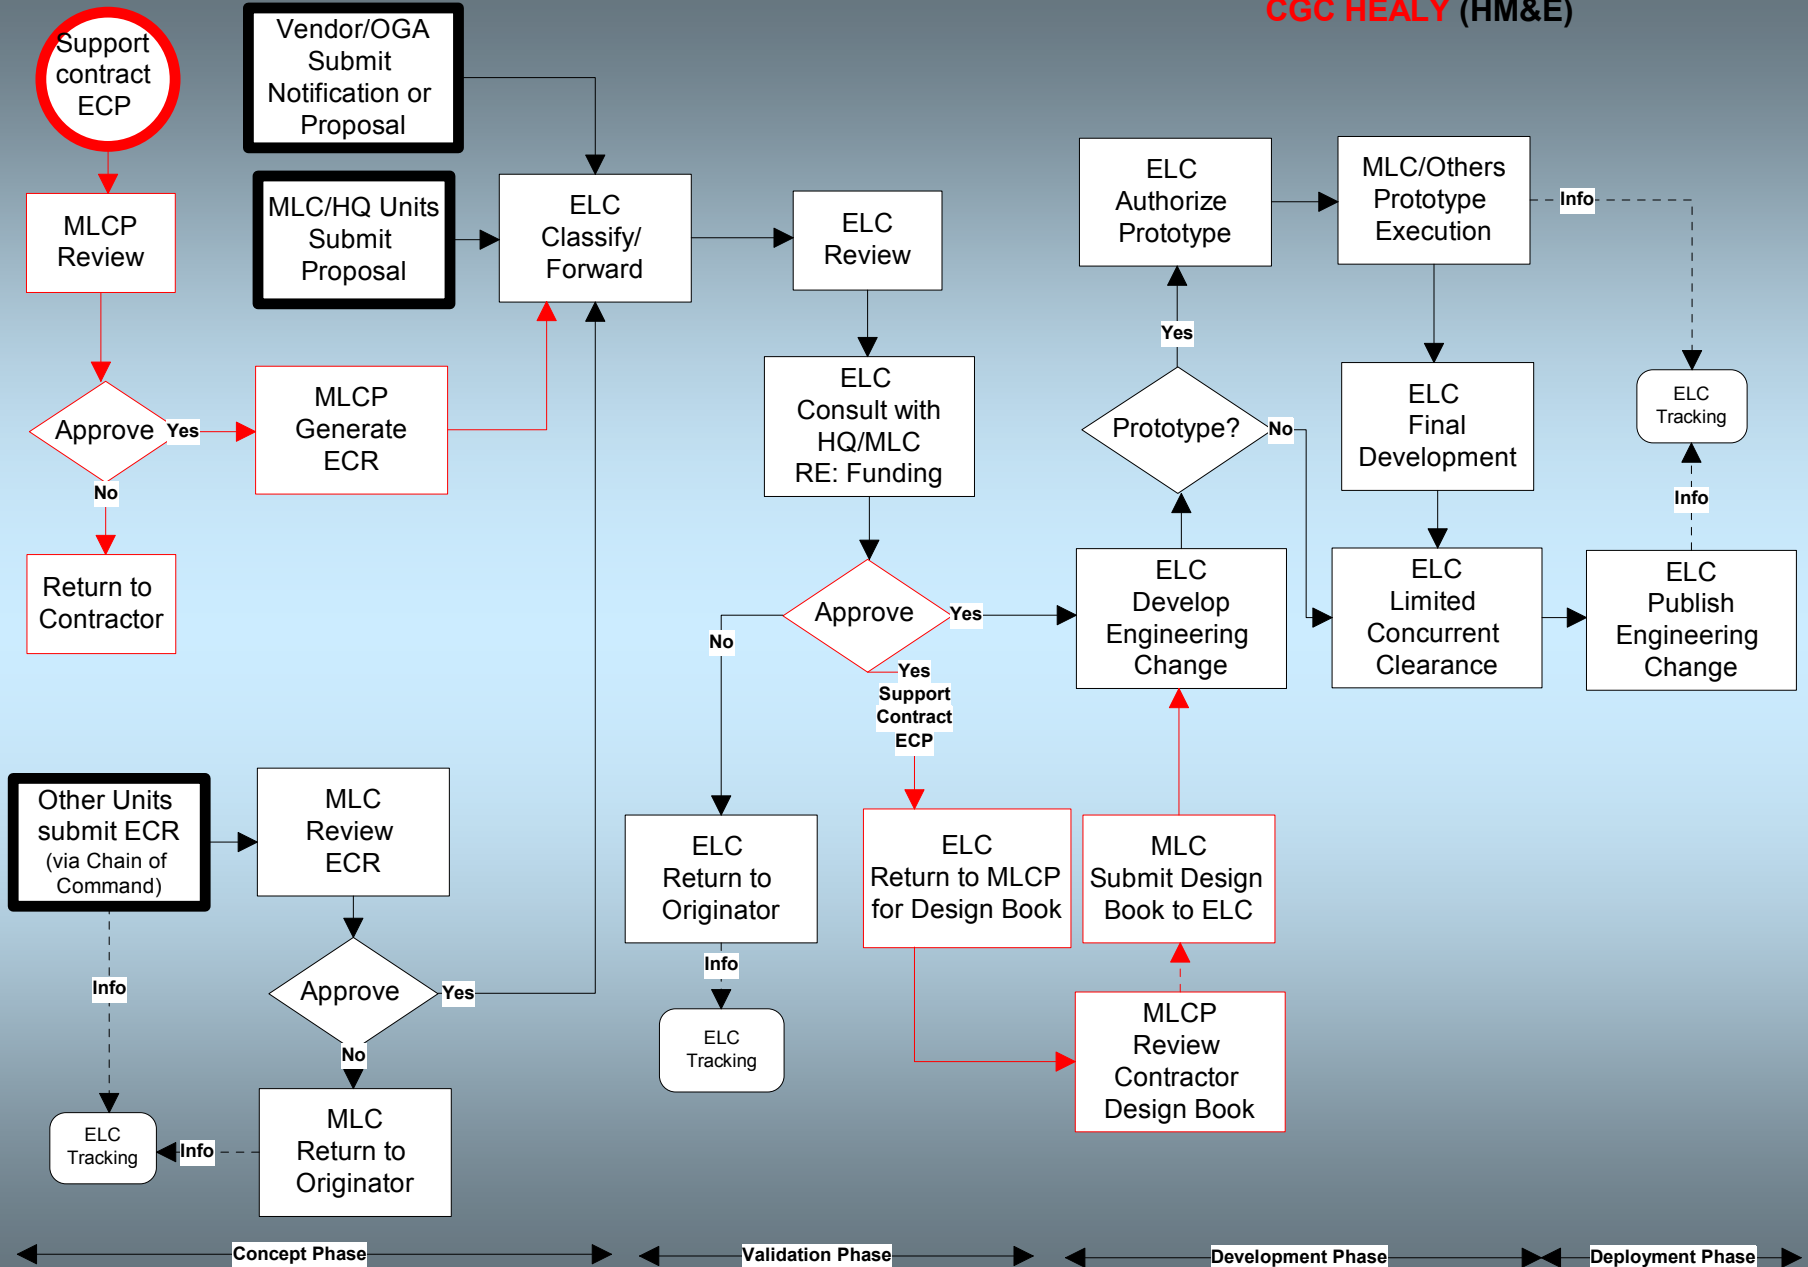 CGC HEALY (HM&E)
Support
contract
ECP
Vendor/OGA
Submit
Notification or
Proposal
MLCP
Review
MLC/HQ Units
Submit
Proposal
ELC
Classify/
Forward
ELC
Review
ELC
Authorize
Prototype
MLC/Others
Prototype
Execution
Info
Approve
Yes
No
MLCP
Generate
ECR
Return to
Contractor
ELC
Consult with
HQ/MLC
RE: Funding
Yes
Prototype?
No
ELC
Final
Development
ELC
Tracking
Info
Approve
Yes
No
Yes
Support
Contract
ECP
ELC
Develop
Engineering
Change
ELC
Limited
Concurrent
Clearance
ELC
Publish
Engineering
Change
Other Units
submit ECR
(via Chain of
Command)
MLC
Review
ECR
Info
Approve
Yes
No
ELC
Tracking
Info
MLC
Return to
Originator
ELC
Return to
Originator
Info
ELC
Tracking
ELC
Return to MLCP
for Design Book
MLC
Submit Design
Book to ELC
MLCP
Review
Contractor
Design Book
Concept Phase
Validation Phase
Development Phase
Deployment Phase